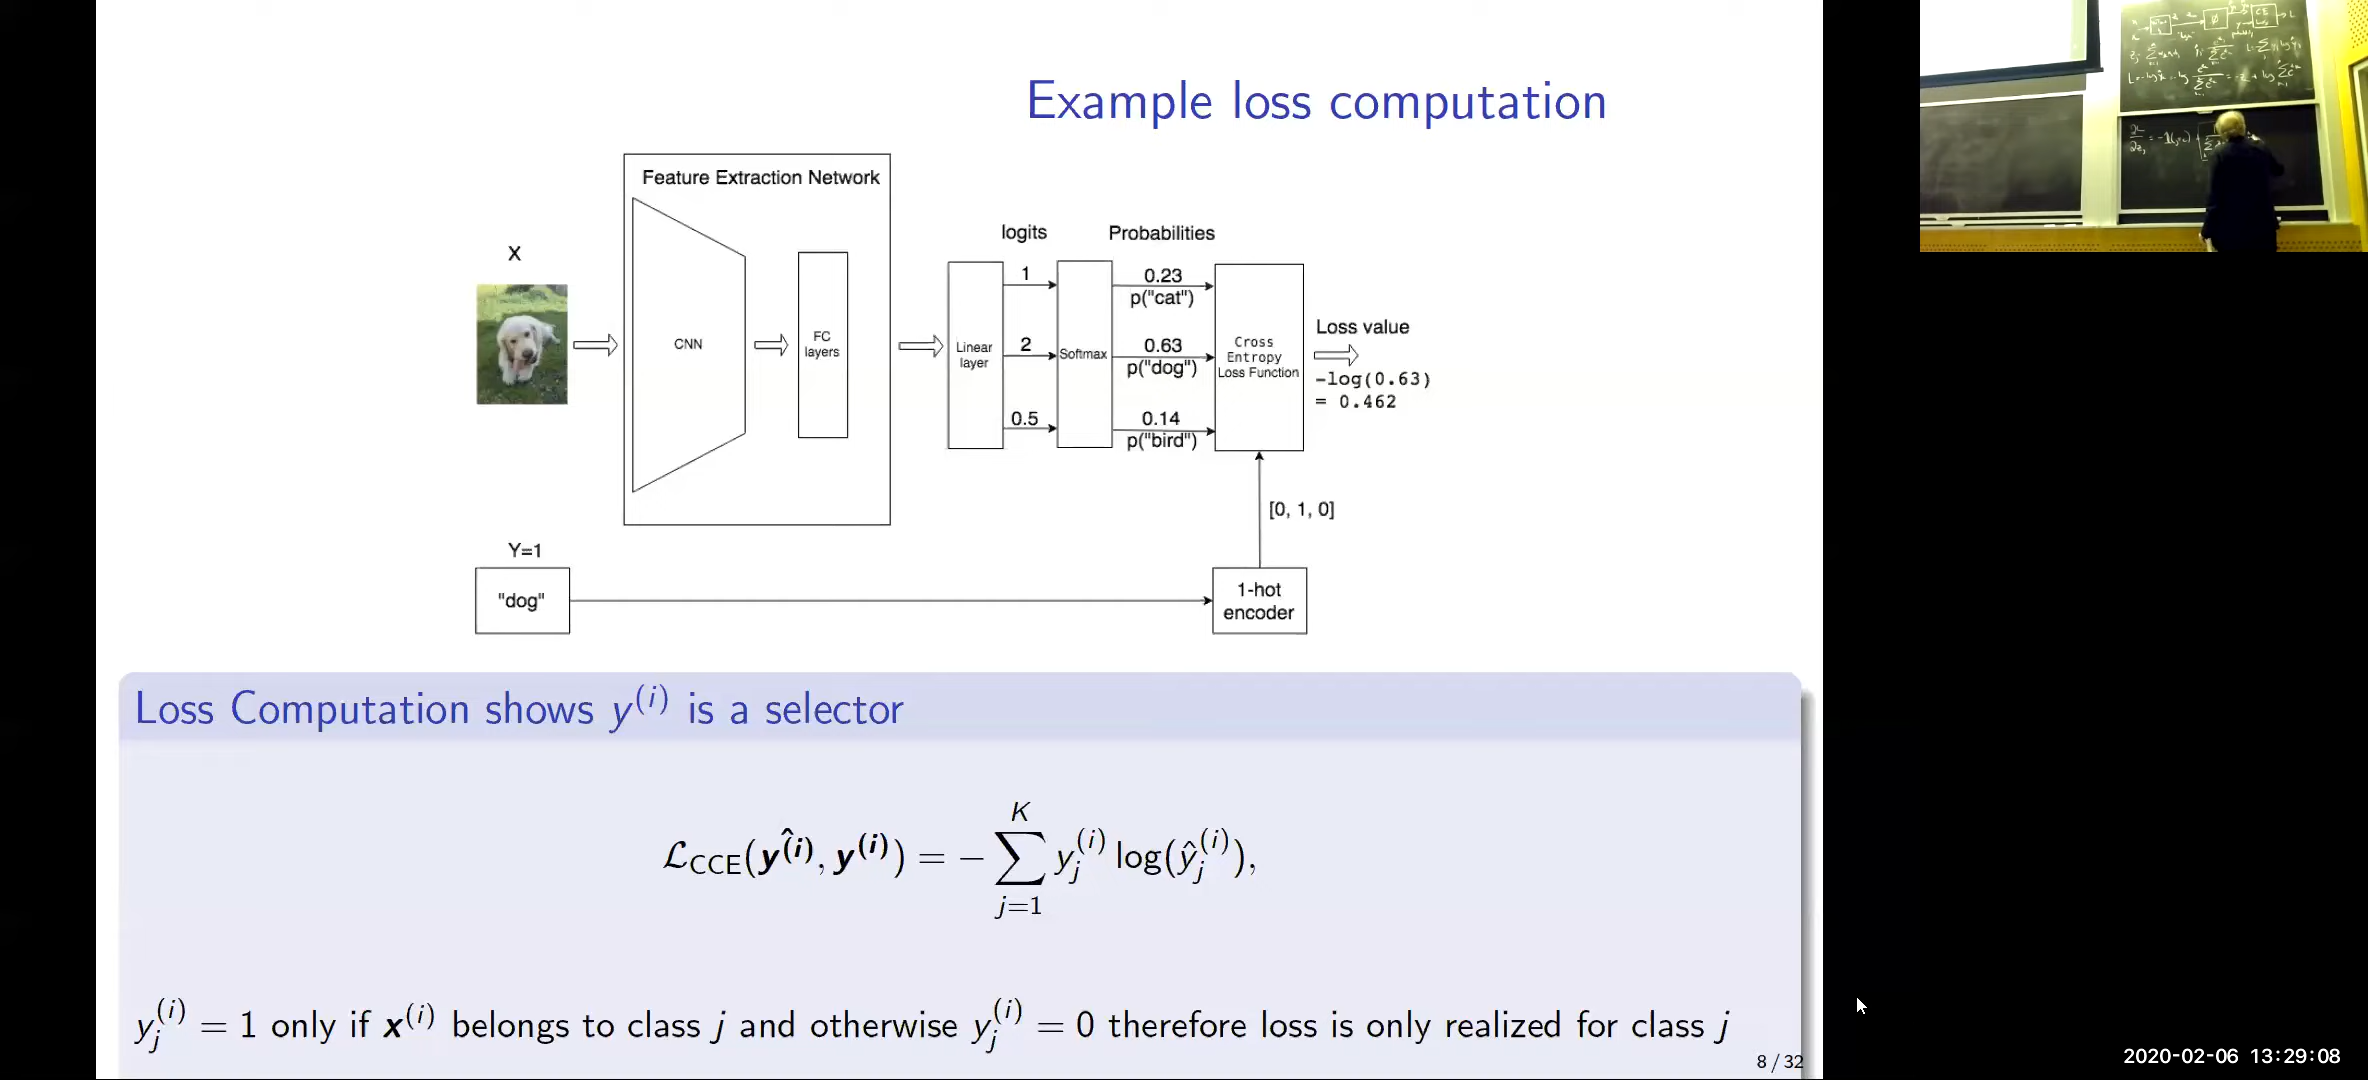 Example loss computation
Feature Extraction Network
X
CNN
FC
layers
logits
Probabilities
Linear
layer
1
2
0.5
Softmax
0.23
p("cat")
0.63
p("dog")
0.14
p("bird")
Cross
Entropy
Loss Function
Loss value
-log(0.63)
= 0.462
[0, 1, 0]
Y=1
"dog"
1-hot
encoder
Loss Computation shows y^(i) is a selector
ℒ_CCE(ŷ^(i), y^(i)) = − ∑_{j=1}^{K} y_j^(i) log(ŷ_j^(i)),
y_j^(i) = 1 only if x^(i) belongs to class j and otherwise y_j^(i) = 0 therefore loss is only realized for class j
8 / 32
2020-02-06 13:29:08